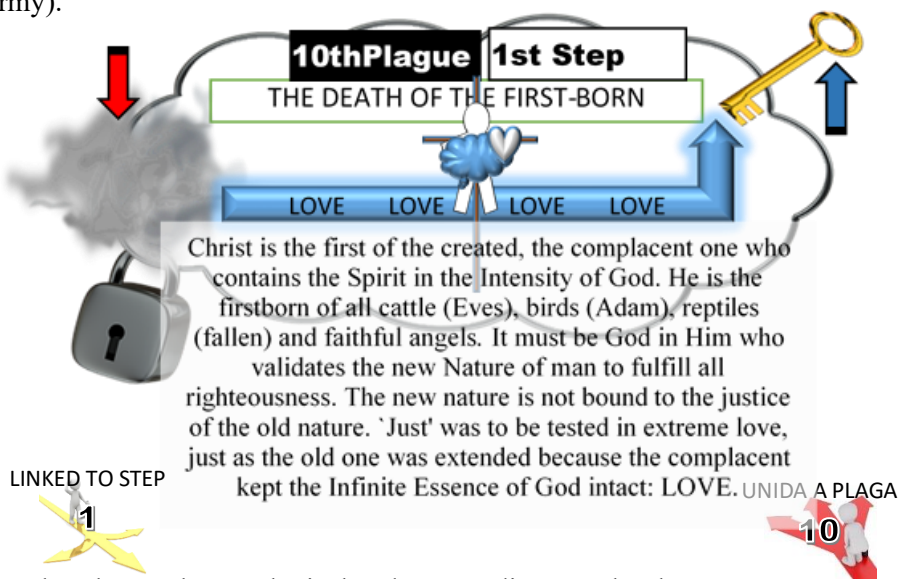 rmy).
10thPlague 1st Step
THE DEATH OF THE FIRST-BORN
LOVE LOVE LOVE LOVE
Christ is the first of the created, the complacent one who
contains the Spirit in the Intensity of God. He is the
firstborn of all cattle (Eves), birds (Adam), reptiles
(fallen) and faithful angels. It must be God in Him who
validates the new Nature of man to fulfill all
righteousness. The new nature is not bound to the justice
of the old nature. `Just' was to be tested in extreme love,
just as the old one was extended because the complacent
kept the Infinite Essence of God intact: LOVE.
LINKED TO STEP
1
UNIDA A PLAGA
10